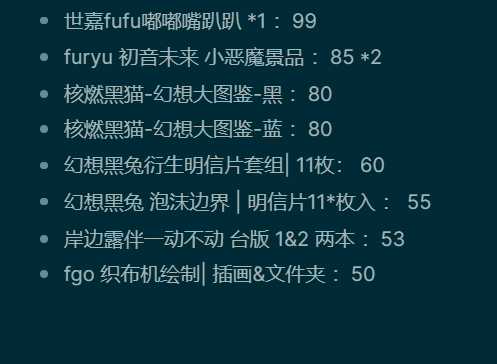 世嘉fufu嘟嘟嘴趴趴 *1 ：99
furyu 初音未来 小恶魔景品 ：85 *2
核燃黑猫-幻想大图鉴-黑 ：80
核燃黑猫-幻想大图鉴-蓝 ：80
幻想黑兔衍生明信片套组| 11枚： 60
幻想黑兔 泡沫边界 | 明信片11*枚入 ： 55
岸边露伴一动不动 台版 1&2 两本 ：53
fgo 织布机绘制| 插画&文件夹 ：50